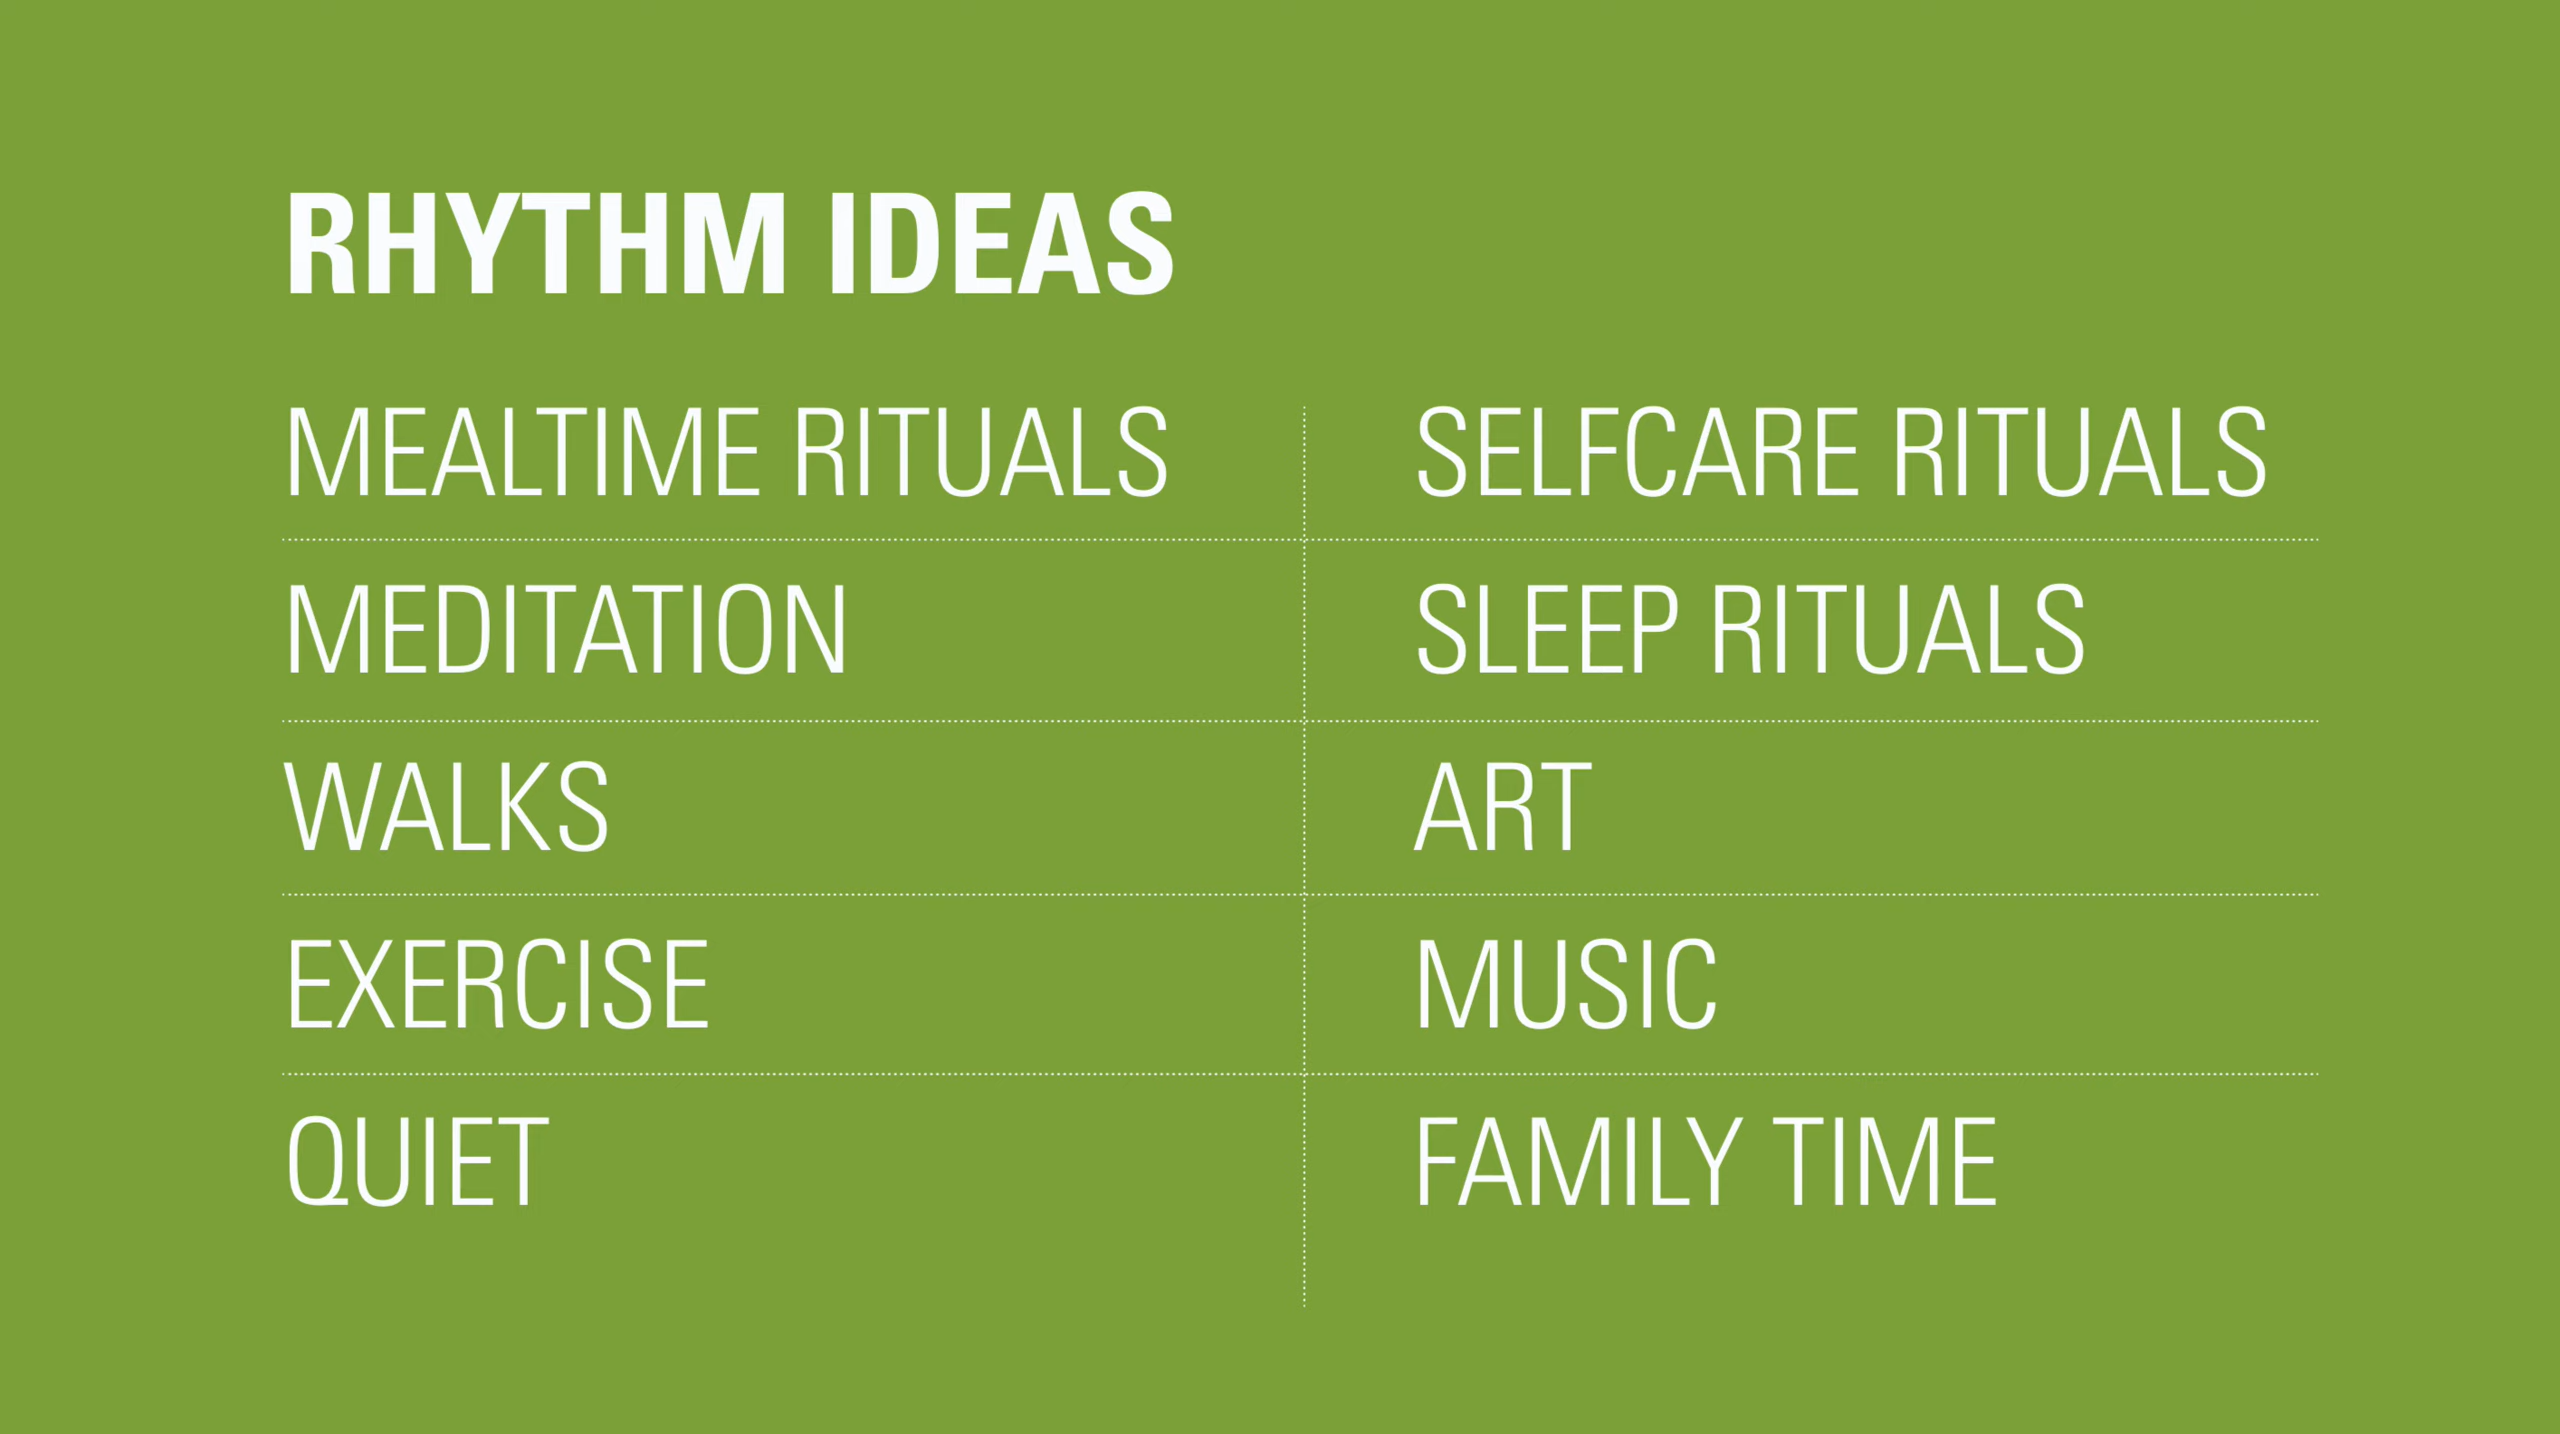 RHYTHM IDEAS
MEALTIME RITUALS
SELFCARE RITUALS
MEDITATION
SLEEP RITUALS
WALKS
ART
EXERCISE
MUSIC
QUIET
FAMILY TIME